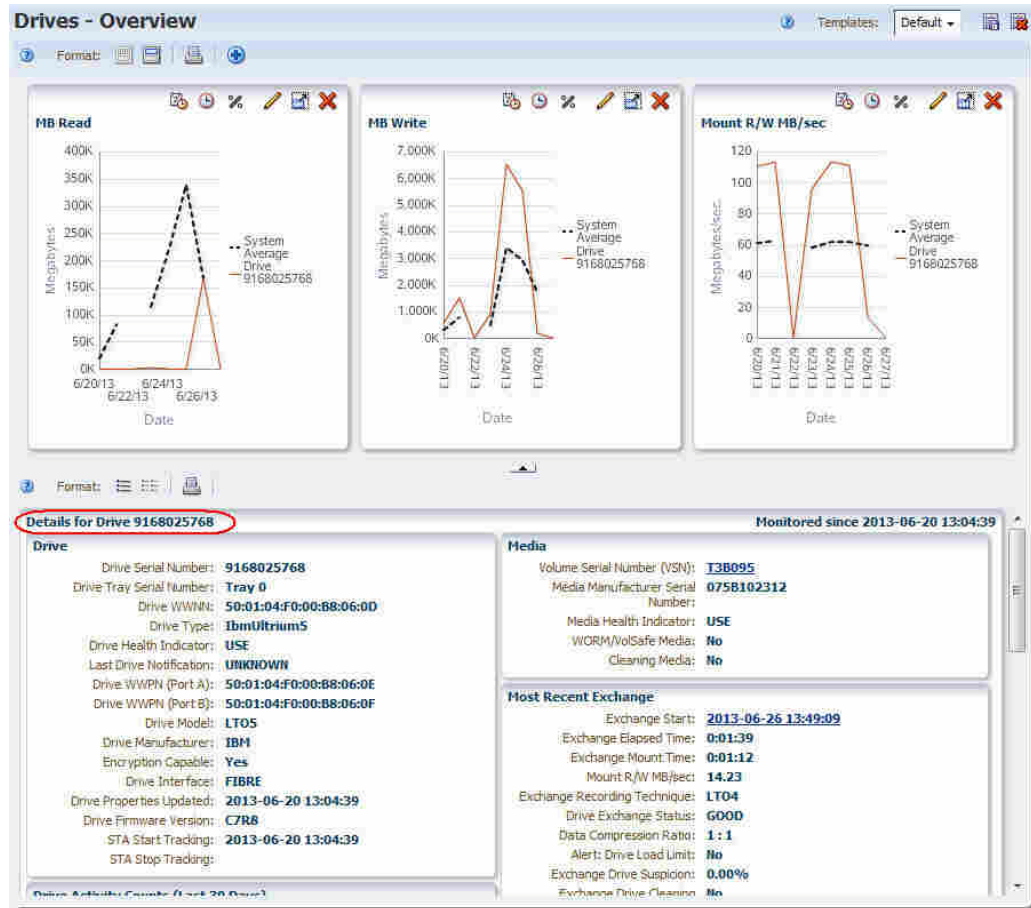 Drives - Overview
Templates: Default
Format:
MB Read
400K
350K
300K
250K
200K
150K
100K
50K
0K
Megabytes
6/20/13 6/24/13
6/22/13 6/26/13
Date
System Average
Drive 9168025768
MB Write
7,000K
6,000K
5,000K
4,000K
3,000K
2,000K
1,000K
0K
Megabytes
6/20/13
6/22/13
6/24/13
6/26/13
Date
System Average
Drive 9168025768
Mount R/W MB/sec
120
100
80
60
40
20
0
Megabytes/sec.
6/20/13
6/21/13
6/22/13
6/23/13
6/24/13
6/25/13
6/26/13
6/27/13
Date
System Average
Drive 9168025768
Format:
Details for Drive 9168025768
Monitored since 2013-06-20 13:04:39
Drive
Drive Serial Number: 9168025768
Drive Tray Serial Number: Tray 0
Drive WWNN: 50:01:04:F0:00:B8:06:0D
Drive Type: IbmUltrium5
Drive Health Indicator: USE
Last Drive Notification: UNKNOWN
Drive WWPN (Port A): 50:01:04:F0:00:B8:06:0E
Drive WWPN (Port B): 50:01:04:F0:00:B8:06:0F
Drive Model: LTO5
Drive Manufacturer: IBM
Encryption Capable: Yes
Drive Interface: FIBRE
Drive Properties Updated: 2013-06-20 13:04:39
Drive Firmware Version: C7R8
STA Start Tracking: 2013-06-20 13:04:39
STA Stop Tracking:
Drive Activity Counts (Last 30 Days)
Media
Volume Serial Number (VSN): T3B095
Media Manufacturer Serial Number: 075B102312
Media Health Indicator: USE
WORM/VolSafe Media: No
Cleaning Media: No
Most Recent Exchange
Exchange Start: 2013-06-26 13:49:09
Exchange Elapsed Time: 0:01:39
Exchange Mount Time: 0:01:12
Mount R/W MB/sec: 14.23
Exchange Recording Technique: LTO4
Drive Exchange Status: GOOD
Data Compression Ratio: 1 : 1
Alert: Drive Load Limit: No
Exchange Drive Suspicion: 0.00%
Exchange Drive Cleaning No